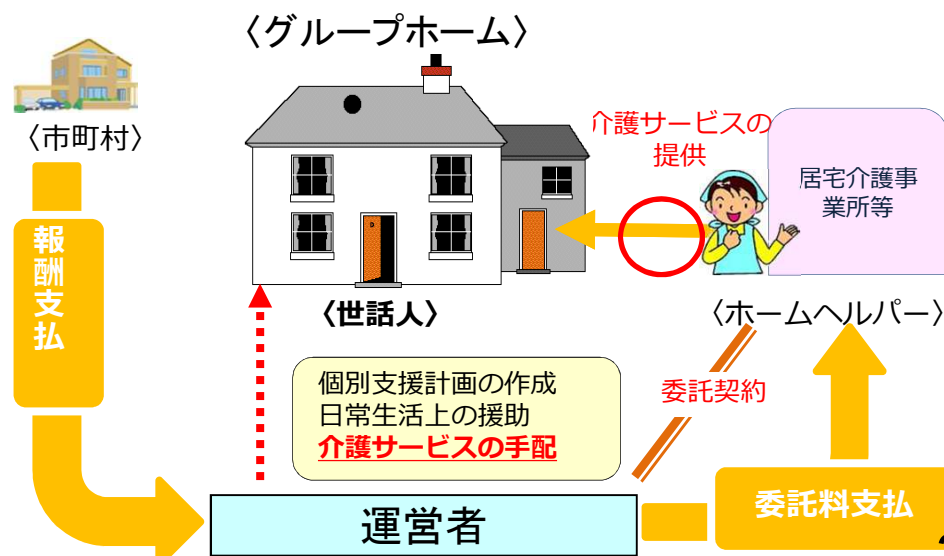 〈グループホーム〉
〈市町村〉
介護サービスの
提供
居宅介護事
業所等
報酬支払
〈世話人〉
〈ホームヘルパー〉
個別支援計画の作成
日常生活上の援助
介護サービスの手配
委託契約
運営者
委託料支払